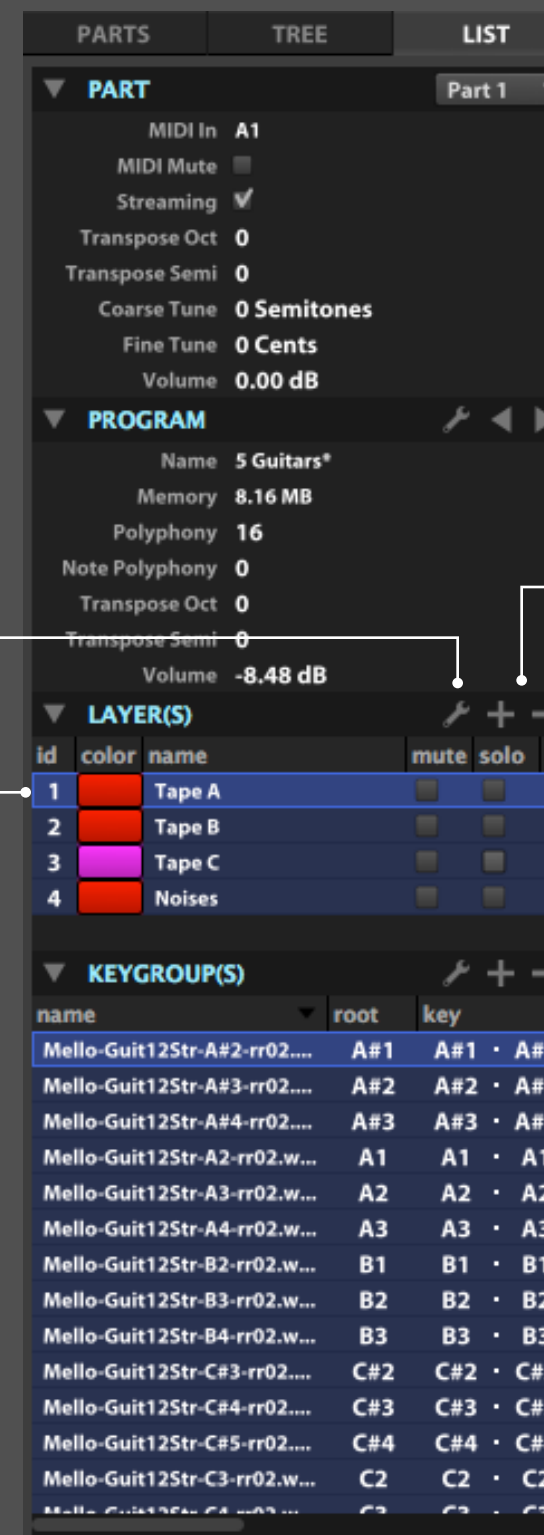 PARTS TREE LIST
PART Part 1
MIDI In A1
MIDI Mute
Streaming
Transpose Oct 0
Transpose Semi 0
Coarse Tune 0 Semitones
Fine Tune 0 Cents
Volume 0.00 dB
PROGRAM
Name 5 Guitars*
Memory 8.16 MB
Polyphony 16
Note Polyphony 0
Transpose Oct 0
Transpose Semi 0
Volume -8.48 dB
LAYER(S)
id color name mute solo
1 Tape A
2 Tape B
3 Tape C
4 Noises
KEYGROUP(S)
name root key
Mello-Guit12Str-A#2-rr02.... A#1 A#1 · A#
Mello-Guit12Str-A#3-rr02.... A#2 A#2 · A#
Mello-Guit12Str-A#4-rr02.... A#3 A#3 · A#
Mello-Guit12Str-A2-rr02.w... A1 A1 · A1
Mello-Guit12Str-A3-rr02.w... A2 A2 · A2
Mello-Guit12Str-A4-rr02.w... A3 A3 · A3
Mello-Guit12Str-B2-rr02.w... B1 B1 · B1
Mello-Guit12Str-B3-rr02.w... B2 B2 · B2
Mello-Guit12Str-B4-rr02.w... B3 B3 · B3
Mello-Guit12Str-C#3-rr02.... C#2 C#2 · C#
Mello-Guit12Str-C#4-rr02.... C#3 C#3 · C#
Mello-Guit12Str-C#5-rr02.... C#4 C#4 · C#
Mello-Guit12Str-C3-rr02.w... C2 C2 · C2